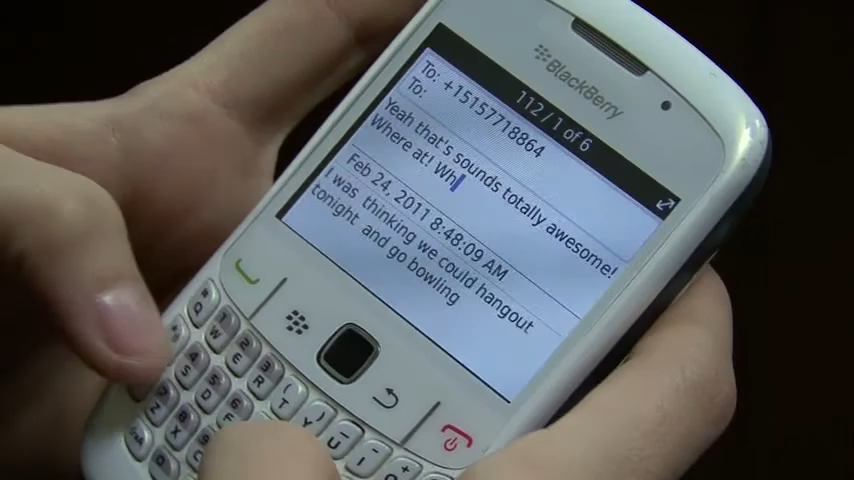 BlackBerry
112 / 1 of 6
To: +15157718864
To:
Yeah that's sounds totally awesome!
Where at! Wh
Feb 24, 2011 8:48:09 AM
I was thinking we could hangout
tonight and go bowling
Q W E R T Y U I
A S D
Z X